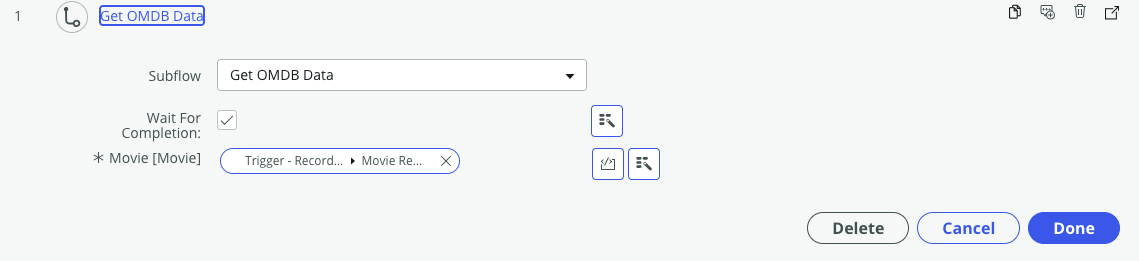 1 Get OMDB Data
Subflow Get OMDB Data
Wait For
Completion:
* Movie [Movie] Trigger - Record... ▸ Movie Re...
Delete Cancel Done